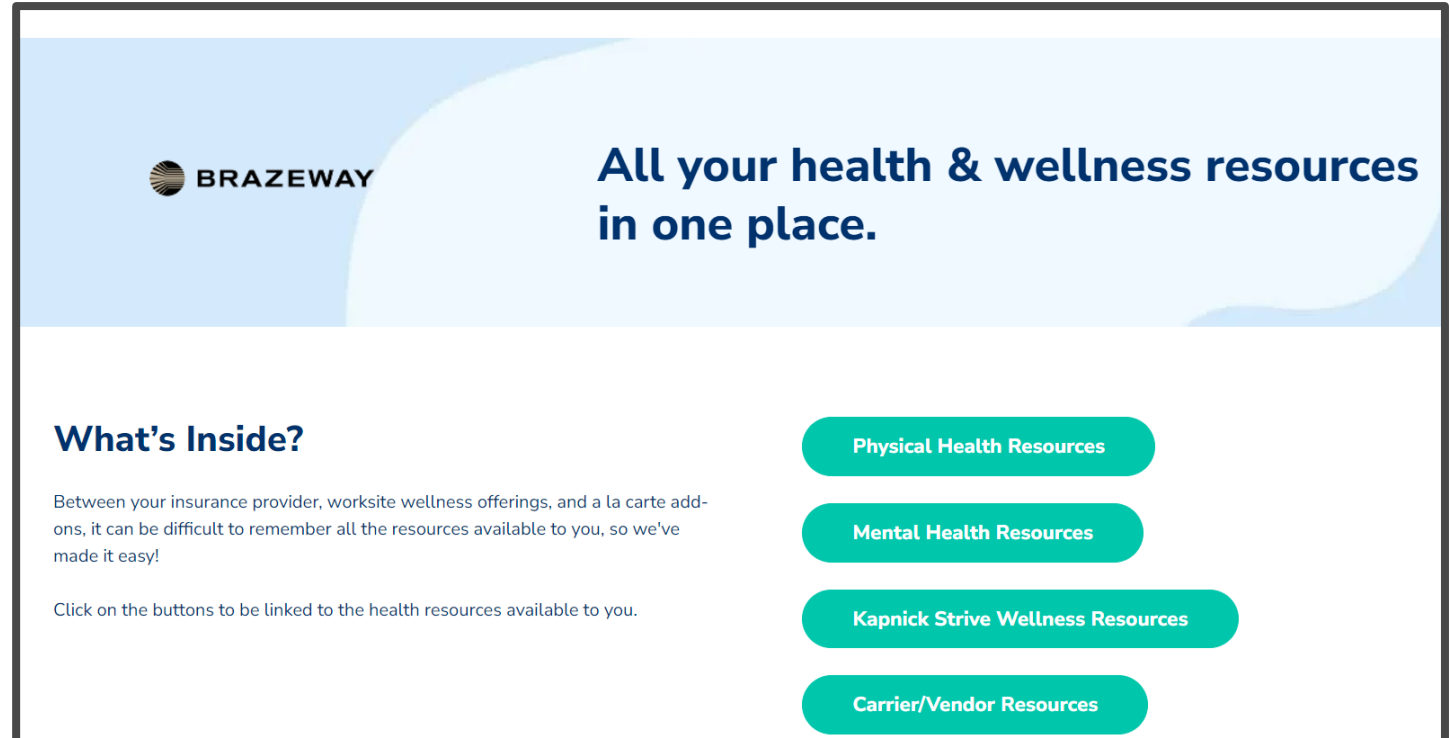 BRAZEWAY
All your health & wellness resources
in one place.
What’s Inside?
Between your insurance provider, worksite wellness offerings, and a la carte add-
ons, it can be difficult to remember all the resources available to you, so we've
made it easy!
Click on the buttons to be linked to the health resources available to you.
Physical Health Resources
Mental Health Resources
Kapnick Strive Wellness Resources
Carrier/Vendor Resources